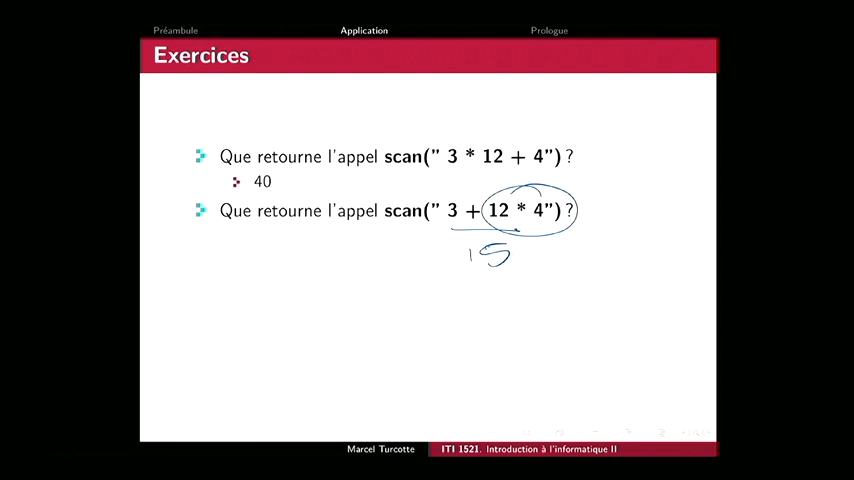 Préambule Application Prologue
Exercices
Que retourne l'appel scan(" 3 * 12 + 4") ?
40
Que retourne l'appel scan(" 3 + 12 * 4") ?
15
Marcel Turcotte ITI 1521. Introduction à l'informatique II